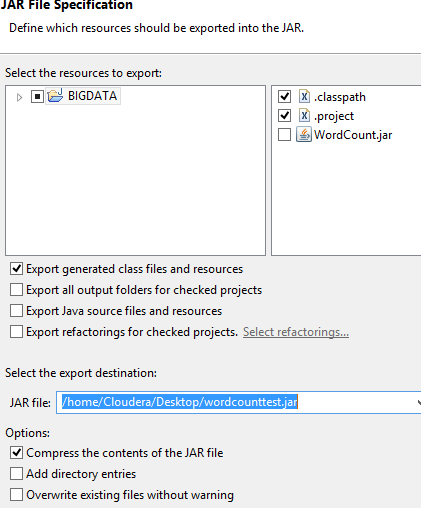 JAR File Specification
Define which resources should be exported into the JAR.
Select the resources to export:
BIGDATA
.classpath
.project
WordCount.jar
Export generated class files and resources
Export all output folders for checked projects
Export Java source files and resources
Export refactorings for checked projects. Select refactorings...
Select the export destination:
JAR file: /home/Cloudera/Desktop/wordcounttest.jar
Options:
Compress the contents of the JAR file
Add directory entries
Overwrite existing files without warning